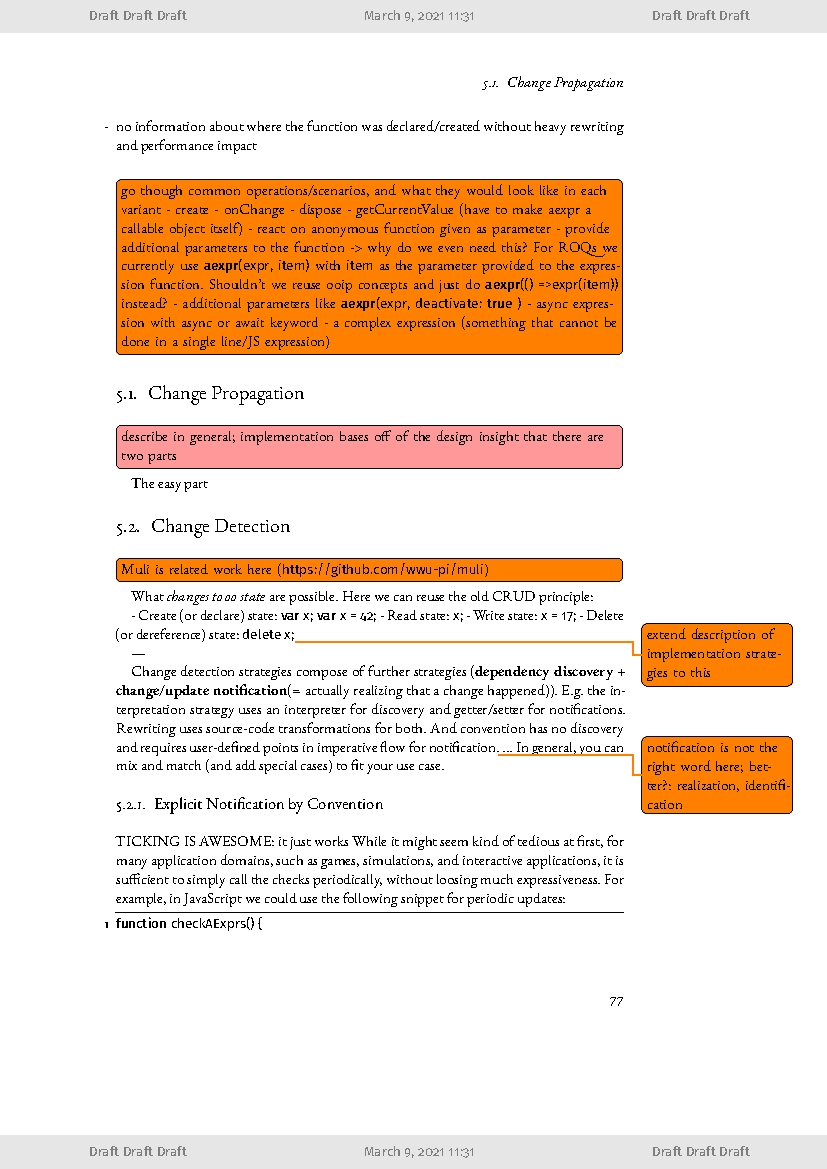 Draft Draft Draft March 9, 2021 11:31 Draft Draft Draft
5.1. Change Propagation
- no information about where the function was declared/created without heavy rewriting
and performance impact
go though common operations/scenarios, and what they would look like in each
variant - create - onChange - dispose - getCurrentValue (have to make aexpr a
callable object itself) - react on anonymous function given as parameter - provide
additional parameters to the function -> why do we even need this? For ROQs we
currently use aexpr(expr, item) with item as the parameter provided to the expres-
sion function. Shouldn't we reuse ooip concepts and just do aexpr(() =>expr(item))
instead? - additional parameters like aexpr(expr, deactivate: true ) - async expres-
sion with async or await keyword - a complex expression (something that cannot be
done in a single line/JS expression)
5.1. Change Propagation
describe in general; implementation bases off of the design insight that there are
two parts
The easy part
5.2. Change Detection
Muli is related work here (https://github.com/wwu-pi/muli)
What changes to oo state are possible. Here we can reuse the old CRUD principle:
- Create (or declare) state: var x; var x = 42; - Read state: x; - Write state: x = 17; - Delete
(or dereference) state: delete x;
—
Change detection strategies compose of further strategies (dependency discovery +
change/update notification(= actually realizing that a change happened)). E.g. the in-
terpretation strategy uses an interpreter for discovery and getter/setter for notifications.
Rewriting uses source-code transformations for both. And convention has no discovery
and requires user-defined points in imperative flow for notification. ... In general, you can
mix and match (and add special cases) to fit your use case.
extend description of
implementation strate-
gies to this
notification is not the
right word here; bet-
ter?: realization, identifi-
cation
5.2.1. Explicit Notification by Convention
TICKING IS AWESOME: it just works While it might seem kind of tedious at first, for
many application domains, such as games, simulations, and interactive applications, it is
sufficient to simply call the checks periodically, without loosing much expressiveness. For
example, in JavaScript we could use the following snippet for periodic updates:
1 function checkAExprs() {
77
Draft Draft Draft March 9, 2021 11:31 Draft Draft Draft